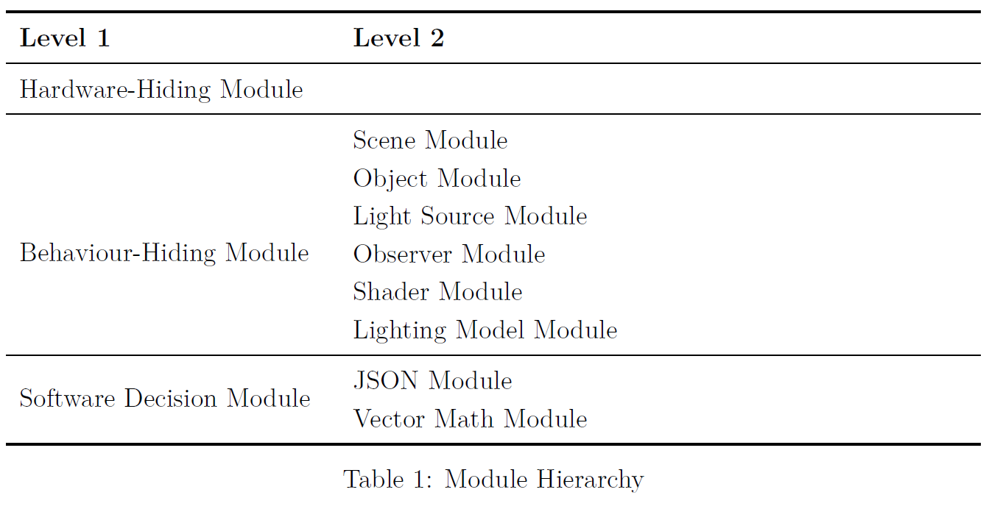 Level 1 Level 2
Hardware-Hiding Module
Scene Module
Object Module
Light Source Module
Behaviour-Hiding Module Observer Module
Shader Module
Lighting Model Module
JSON Module
Software Decision Module
Vector Math Module
Table 1: Module Hierarchy